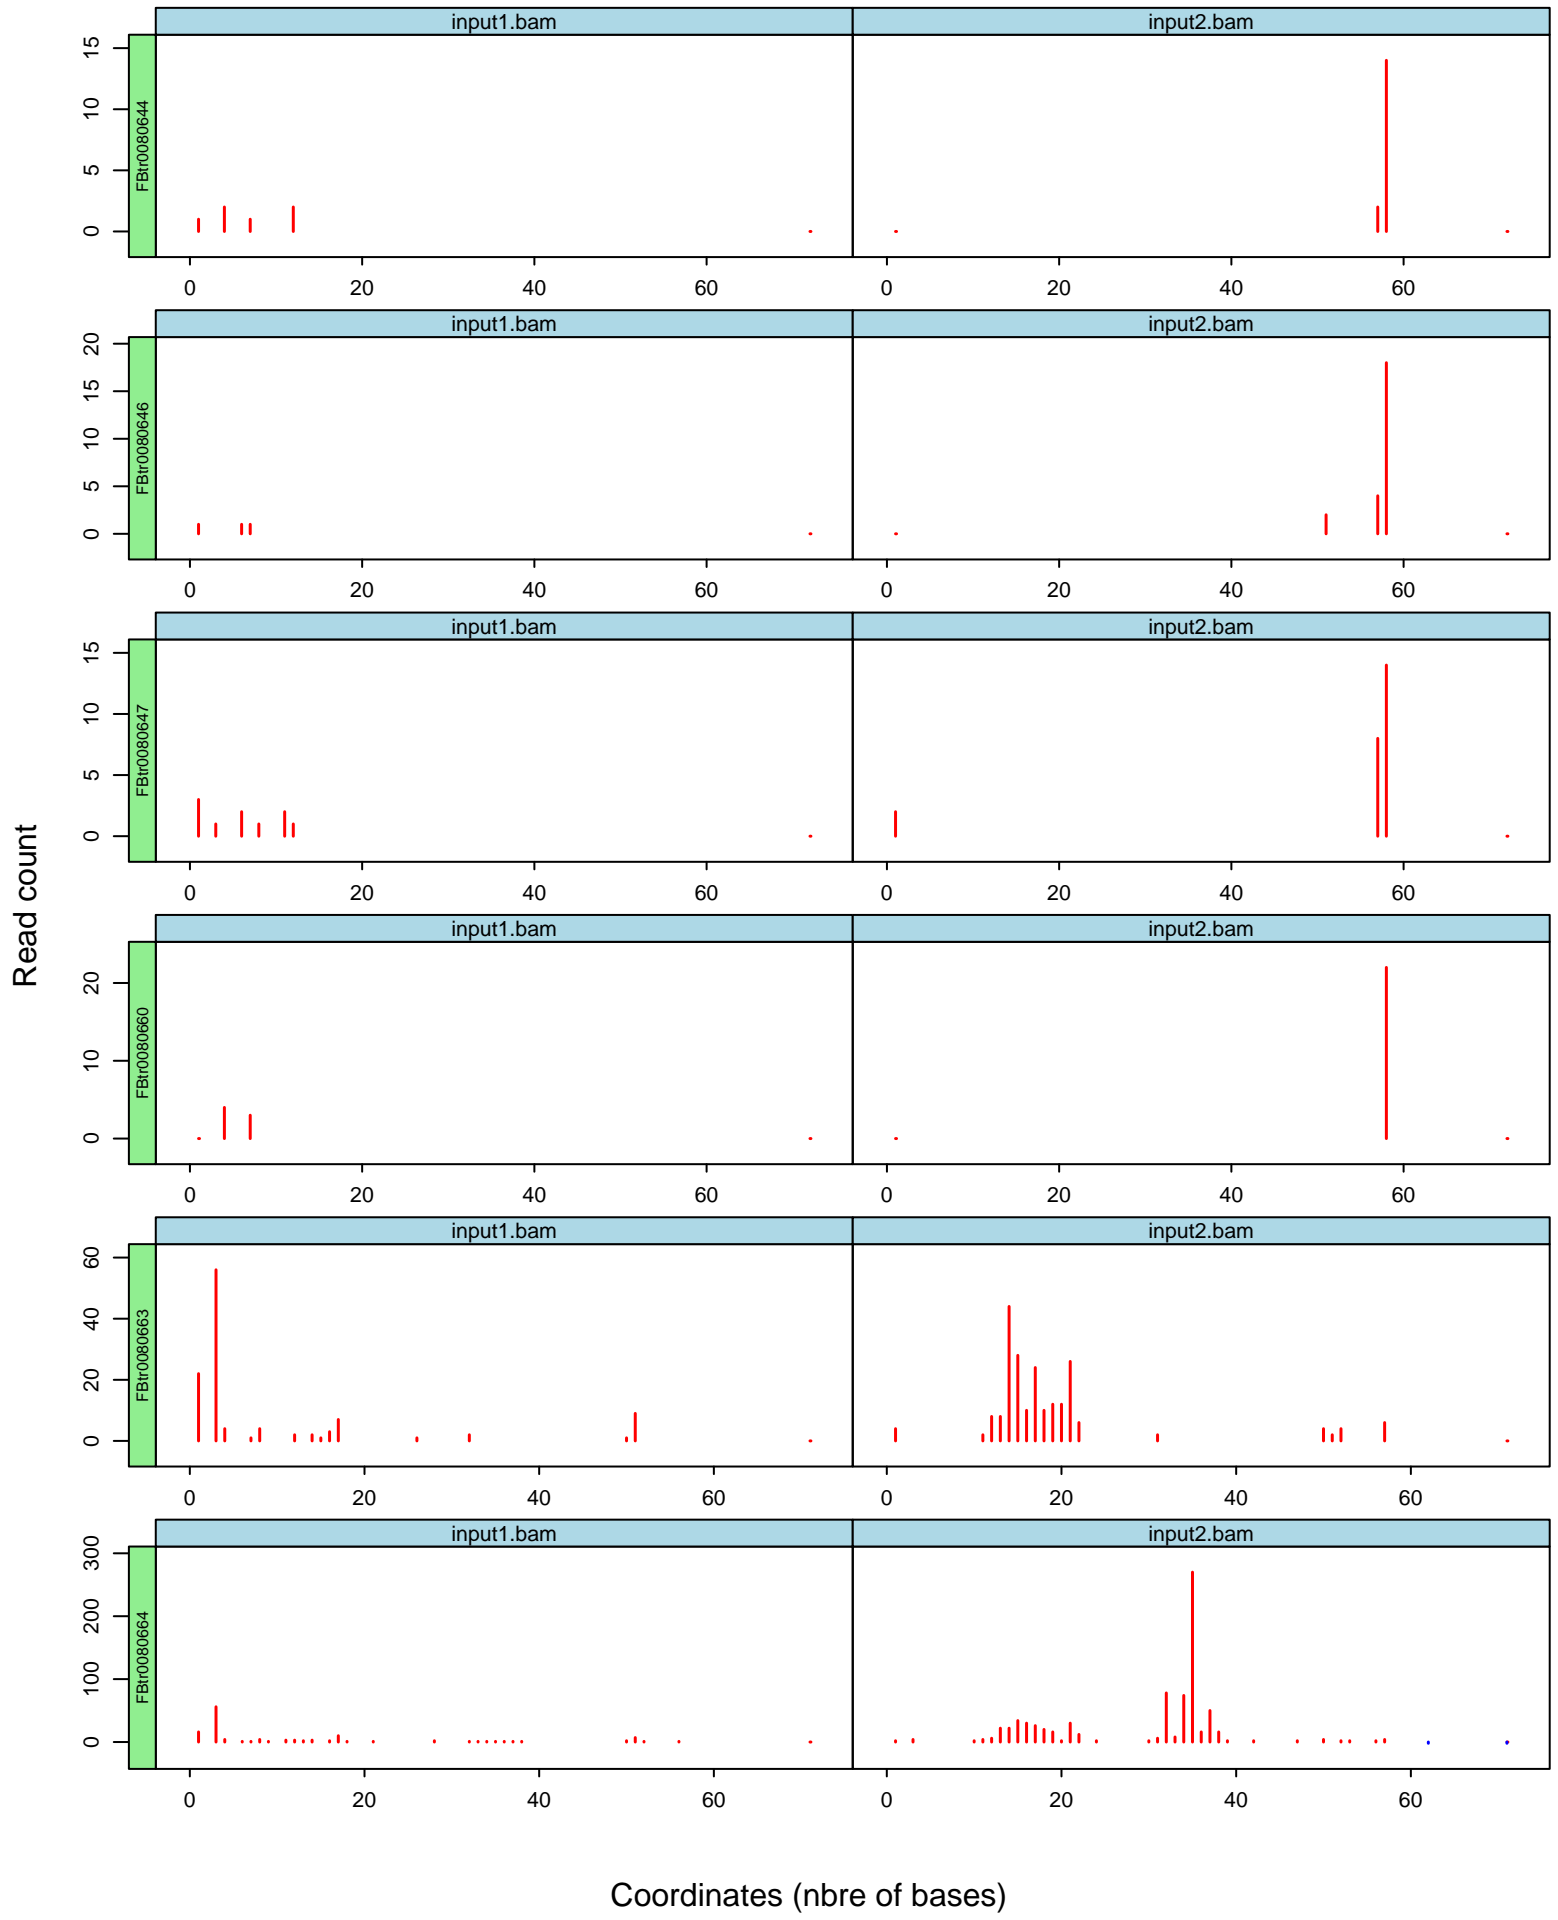 input1.bam input2.bam
FBtr0080644
15
10
5
0
0 20 40 60 0 20 40 60
input1.bam input2.bam
FBtr0080646
20
15
10
5
0
0 20 40 60 0 20 40 60
input1.bam input2.bam
FBtr0080647
15
10
5
0
0 20 40 60 0 20 40 60
Read count
input1.bam input2.bam
FBtr0080660
20
10
0
0 20 40 60 0 20 40 60
input1.bam input2.bam
FBtr0080663
60
40
20
0
0 20 40 60 0 20 40 60
input1.bam input2.bam
FBtr0080664
300
200
100
0
0 20 40 60 0 20 40 60
Coordinates (nbre of bases)